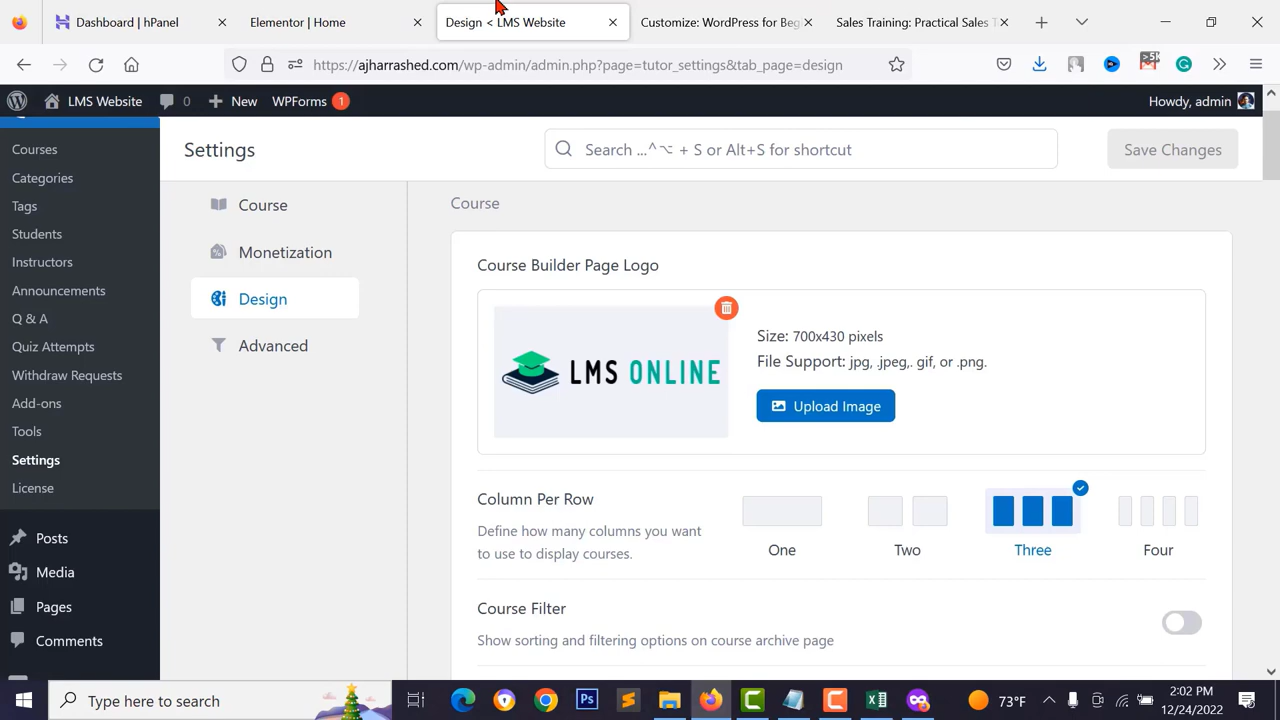 Dashboard | hPanel
Elementor | Home
Design < LMS Website
Customize: WordPress for Beg
Sales Training: Practical Sales T
https://ajharrashed.com/wp-admin/admin.php?page=tutor_settings&tab_page=design
LMS Website
0
New
WPForms 1
Howdy, admin
Courses
Categories
Tags
Students
Instructors
Announcements
Q & A
Quiz Attempts
Withdraw Requests
Add-ons
Tools
Settings
License
Posts
Media
Pages
Comments
Settings
Search ...^⌥ + S or Alt+S for shortcut
Save Changes
Course
Monetization
Design
Advanced
Course
Course Builder Page Logo
LMS ONLINE
Size: 700x430 pixels
File Support: jpg, .jpeg,. gif, or .png.
Upload Image
Column Per Row
Define how many columns you want
to use to display courses.
One
Two
Three
Four
Course Filter
Show sorting and filtering options on course archive page
Type here to search
Ps
73°F
2:02 PM
12/24/2022